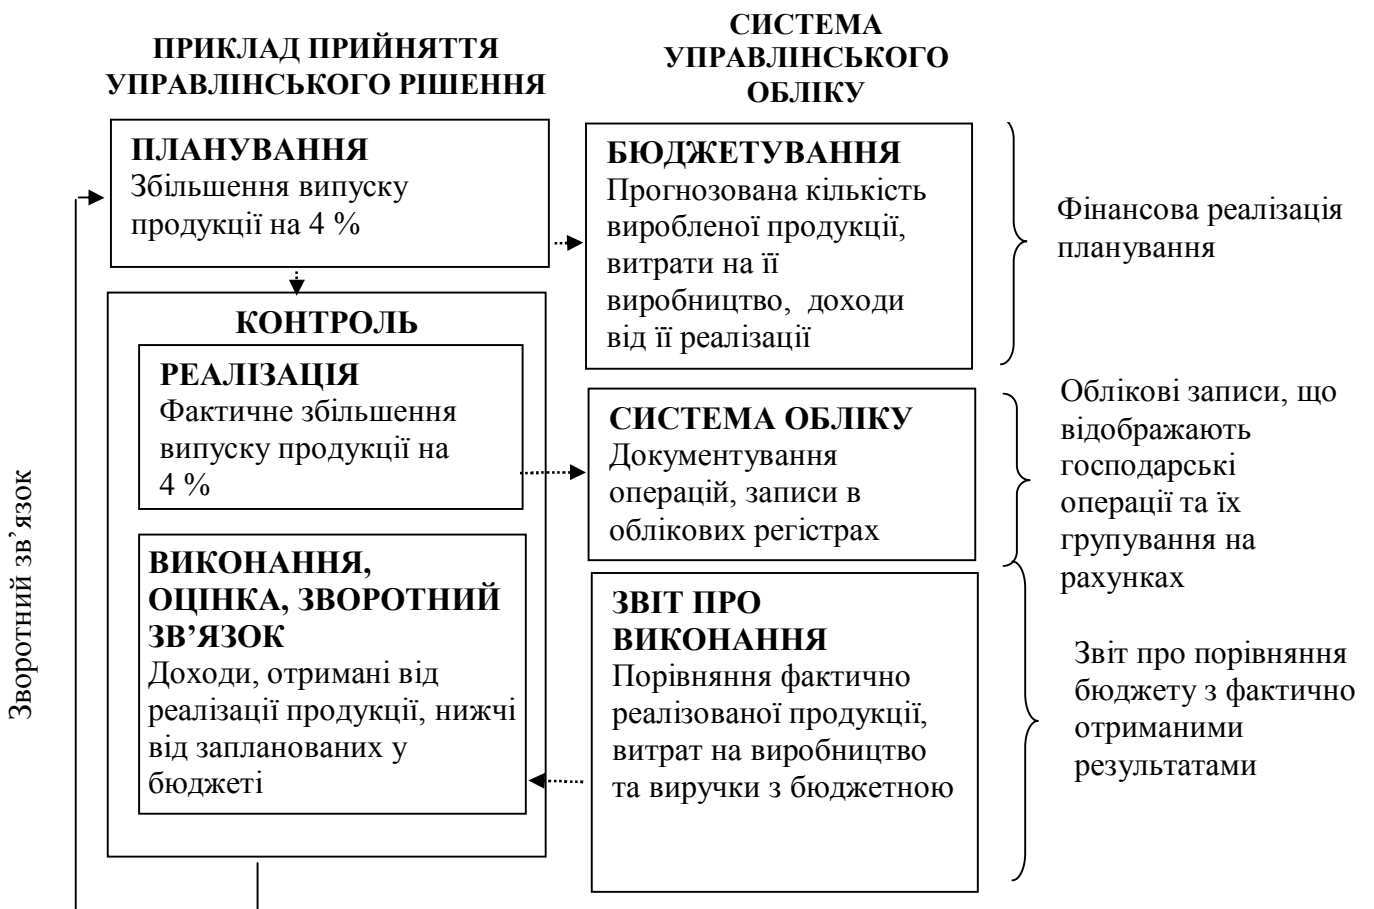 ПРИКЛАД ПРИЙНЯТТЯ
УПРАВЛІНСЬКОГО РІШЕННЯ
СИСТЕМА
УПРАВЛІНСЬКОГО
ОБЛІКУ
ПЛАНУВАННЯ
Збільшення випуску
продукції на 4 %
БЮДЖЕТУВАННЯ
Прогнозована кількість
виробленої продукції,
витрати на її
виробництво, доходи
від її реалізації
Фінансова реалізація
планування
КОНТРОЛЬ
РЕАЛІЗАЦІЯ
Фактичне збільшення
випуску продукції на
4 %
СИСТЕМА ОБЛІКУ
Документування
операцій, записи в
облікових регістрах
Облікові записи, що
відображають
господарські
операції та їх
групування на
рахунках
ВИКОНАННЯ,
ОЦІНКА, ЗВОРОТНИЙ
ЗВ’ЯЗОК
Доходи, отримані від
реалізації продукції, нижчі
від запланованих у
бюджеті
ЗВІТ ПРО
ВИКОНАННЯ
Порівняння фактично
реалізованої продукції,
витрат на виробництво
та виручки з бюджетною
Звіт про порівняння
бюджету з фактично
отриманими
результатами
Зворотний зв’язок